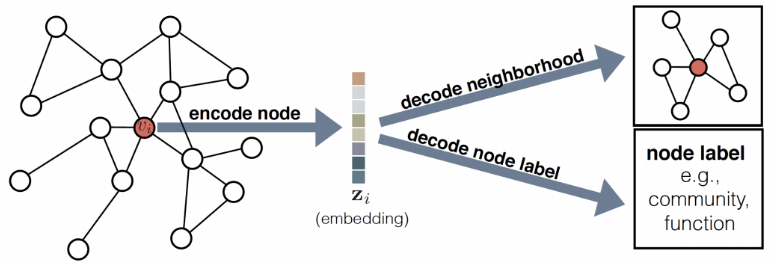 v_i
encode node
z_i
(embedding)
decode neighborhood
decode node label
node label
e.g.,
community,
function